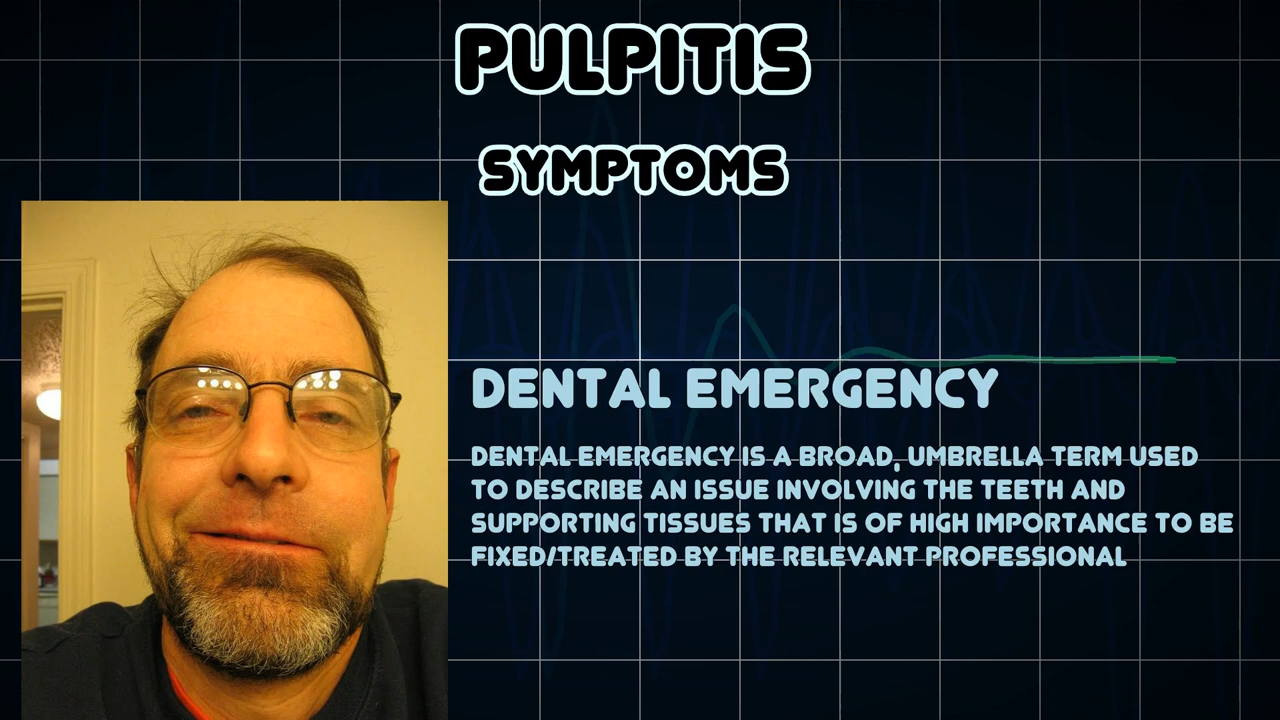 PULPITIS
SYMPTOMS
DENTAL EMERGENCY
DENTAL EMERGENCY IS A BROAD, UMBRELLA TERM USED
TO DESCRIBE AN ISSUE INVOLVING THE TEETH AND
SUPPORTING TISSUES THAT IS OF HIGH IMPORTANCE TO BE
FIXED/TREATED BY THE RELEVANT PROFESSIONAL